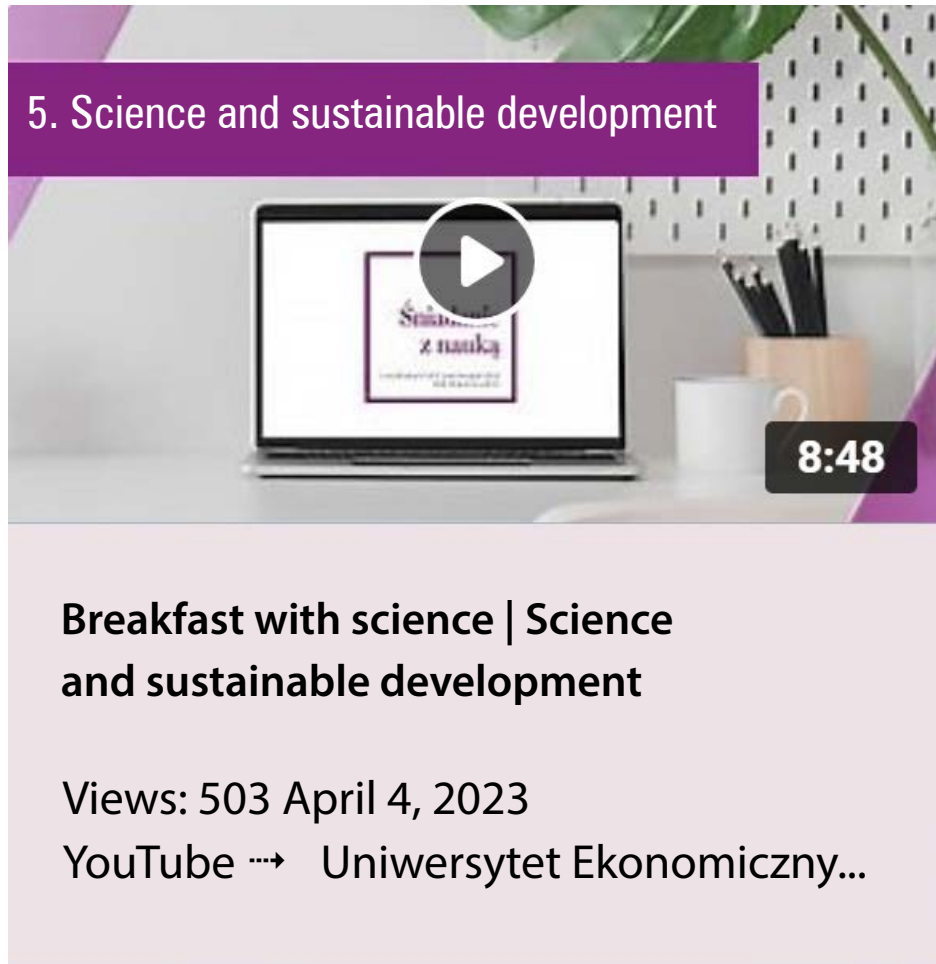 5. Science and sustainable development
Śniadanie
z nauką
8:48
Breakfast with science | Science
and sustainable development
Views: 503 April 4, 2023
YouTube ⤑ Uniwersytet Ekonomiczny...